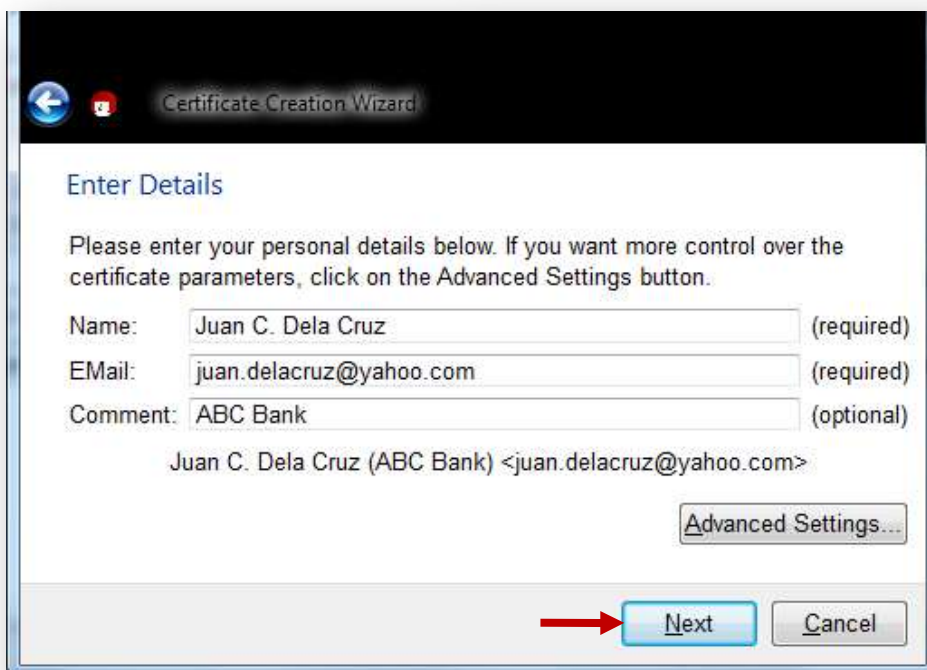 Certificate Creation Wizard
Enter Details
Please enter your personal details below. If you want more control over the
certificate parameters, click on the Advanced Settings button.
Name: Juan C. Dela Cruz (required)
EMail: juan.delacruz@yahoo.com (required)
Comment: ABC Bank (optional)
Juan C. Dela Cruz (ABC Bank) <juan.delacruz@yahoo.com>
Advanced Settings...
Next Cancel